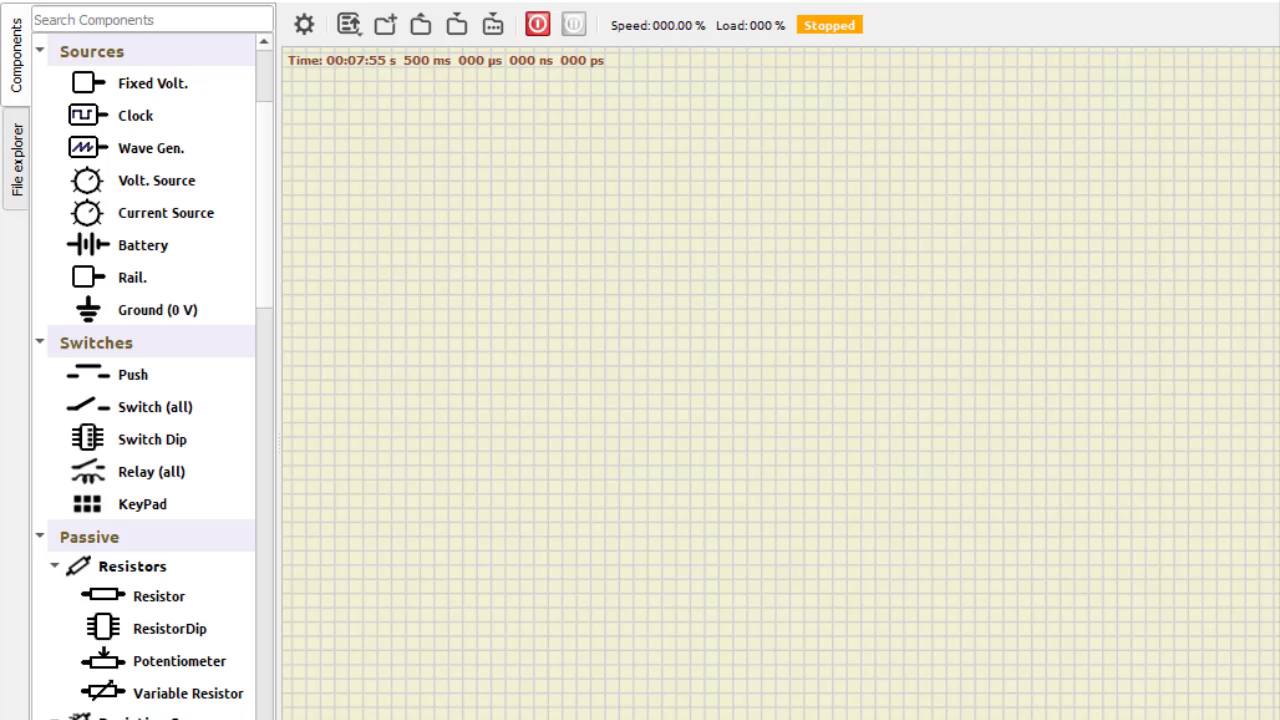 Components
File explorer
Search Components
Sources
Fixed Volt.
Clock
Wave Gen.
Volt. Source
Current Source
Battery
Rail.
Ground (0 V)
Switches
Push
Switch (all)
Switch Dip
Relay (all)
KeyPad
Passive
Resistors
Resistor
ResistorDip
Potentiometer
Variable Resistor
Speed: 000.00 % Load: 000 % Stopped
Time: 00:07:55 s 500 ms 000 µs 000 ns 000 ps